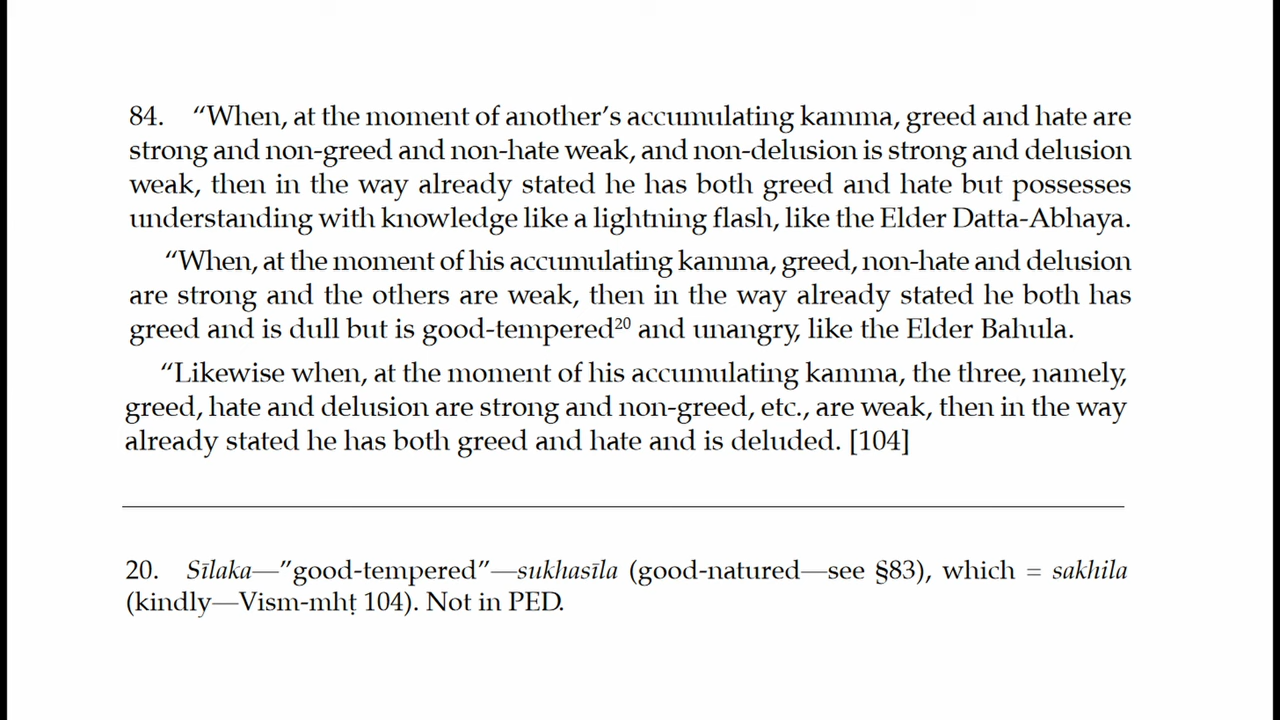 84. “When, at the moment of another’s accumulating kamma, greed and hate are
strong and non-greed and non-hate weak, and non-delusion is strong and delusion
weak, then in the way already stated he has both greed and hate but possesses
understanding with knowledge like a lightning flash, like the Elder Datta-Abhaya.
“When, at the moment of his accumulating kamma, greed, non-hate and delusion
are strong and the others are weak, then in the way already stated he both has
greed and is dull but is good-tempered20 and unangry, like the Elder Bahula.
“Likewise when, at the moment of his accumulating kamma, the three, namely,
greed, hate and delusion are strong and non-greed, etc., are weak, then in the way
already stated he has both greed and hate and is deluded. [104]
20. Sīlaka—”good-tempered”—sukhasīla (good-natured—see §83), which = sakhila
(kindly—Vism-mhṭ 104). Not in PED.